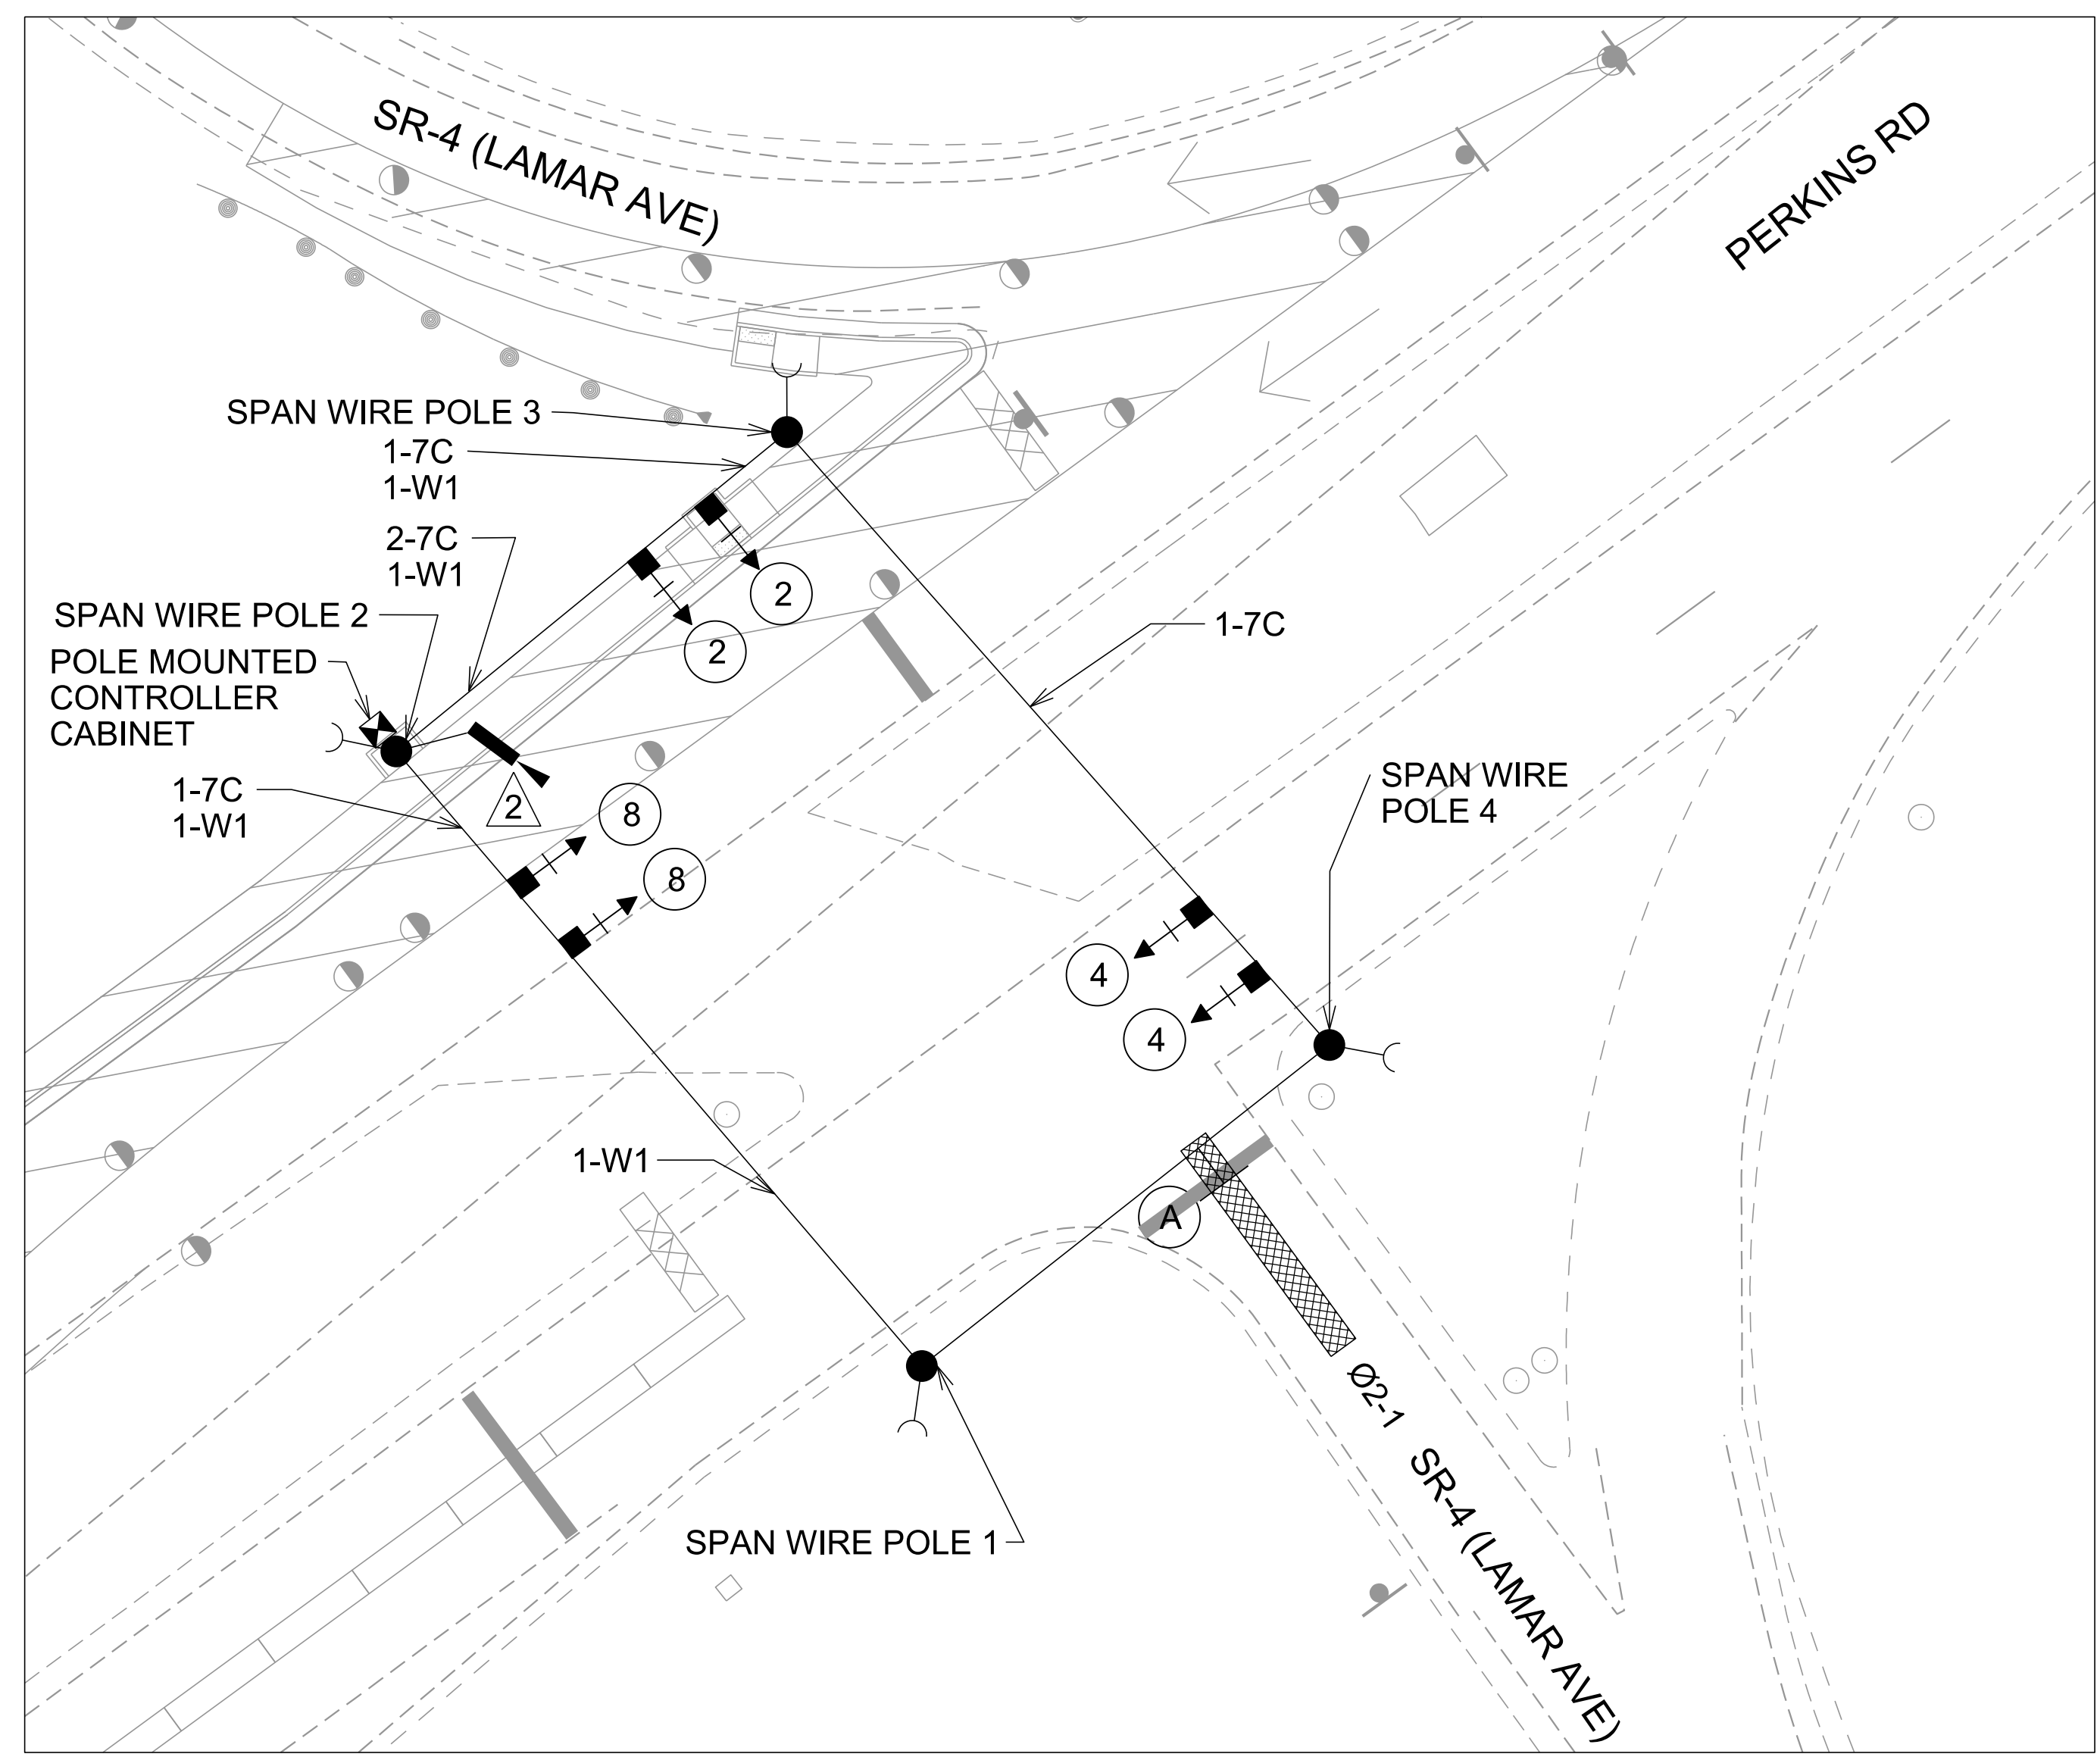 SR-4 (LAMAR AVE)
PERKINS RD
SPAN WIRE POLE 3
1-7C
1-W1
2-7C
1-W1
SPAN WIRE POLE 2
POLE MOUNTED
CONTROLLER
CABINET
1-7C
1-W1
2
2
2
8
8
1-7C
SPAN WIRE
POLE 4
4
4
1-W1
A
Ø2-1
SR-4 (LAMAR AVE)
SPAN WIRE POLE 1